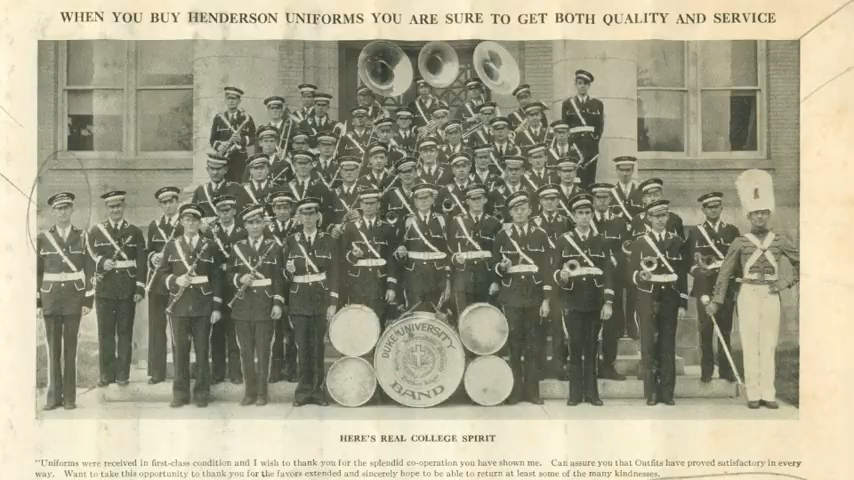 WHEN YOU BUY HENDERSON UNIFORMS YOU ARE SURE TO GET BOTH QUALITY AND SERVICE
DUKE UNIVERSITY
BAND
HERE'S REAL COLLEGE SPIRIT
"Uniforms were received in first-class condition and I wish to thank you for the splendid co-operation you have shown me. Can assure you that Outfits have proved satisfactory in every
way. Want to take this opportunity to thank you for the favors extended and sincerely hope to be able to return at least some of the many kindnesses.